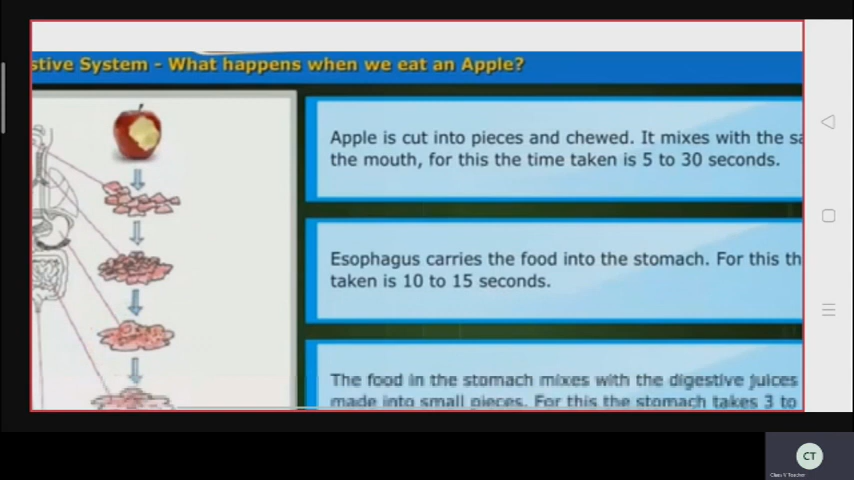 stive System - What happens when we eat an Apple?
Apple is cut into pieces and chewed. It mixes with the sa
the mouth, for this the time taken is 5 to 30 seconds.
Esophagus carries the food into the stomach. For this th
taken is 10 to 15 seconds.
The food in the stomach mixes with the digestive juices
made into small pieces. For this the stomach takes 3 to
CT
Class V Teacher